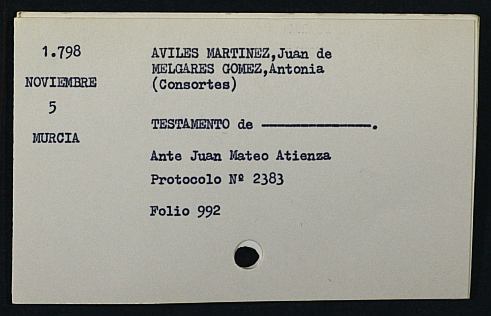 1.798
NOVIEMBRE
5
MURCIA
AVILES MARTINEZ,Juan de
MELGARES GOMEZ,Antonia
(Consortes)
TESTAMENTO de ——————————.
Ante Juan Mateo Atienza
Protocolo Nº 2383
Folio 992